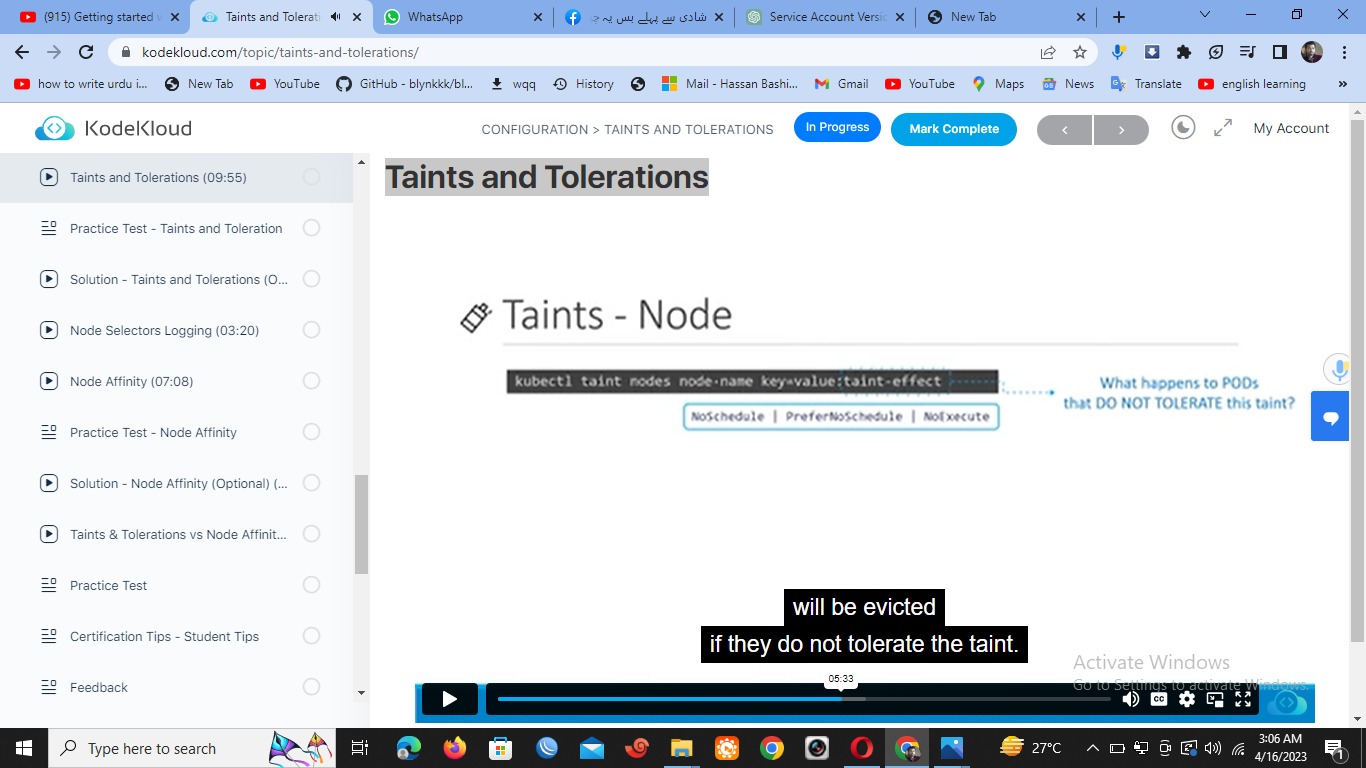 (915) Getting started w
Taints and Tolerati
WhatsApp
شادی سے پہلے بس یہ چ
Service Account Versio
New Tab
kodekloud.com/topic/taints-and-tolerations/
how to write urdu i...
New Tab
YouTube
GitHub - blynkkk/bl...
wqq
History
Mail - Hassan Bashi...
Gmail
YouTube
Maps
News
Translate
english learning
»
KodeKloud
CONFIGURATION > TAINTS AND TOLERATIONS
In Progress
Mark Complete
My Account
Taints and Tolerations (09:55)
Practice Test - Taints and Toleration
Solution - Taints and Tolerations (O...
Node Selectors Logging (03:20)
Node Affinity (07:08)
Practice Test - Node Affinity
Solution - Node Affinity (Optional) (...
Taints & Tolerations vs Node Affinit...
Practice Test
Certification Tips - Student Tips
Feedback
Taints and Tolerations
Taints - Node
kubectl taint nodes node-name key=value:taint-effect
NoSchedule | PreferNoSchedule | NoExecute
What happens to PODs
that DO NOT TOLERATE this taint?
will be evicted
if they do not tolerate the taint.
05:33
CC
Activate Windows
Go to Settings to activate Windows.
Type here to search
27°C
3:06 AM
4/16/2023
1